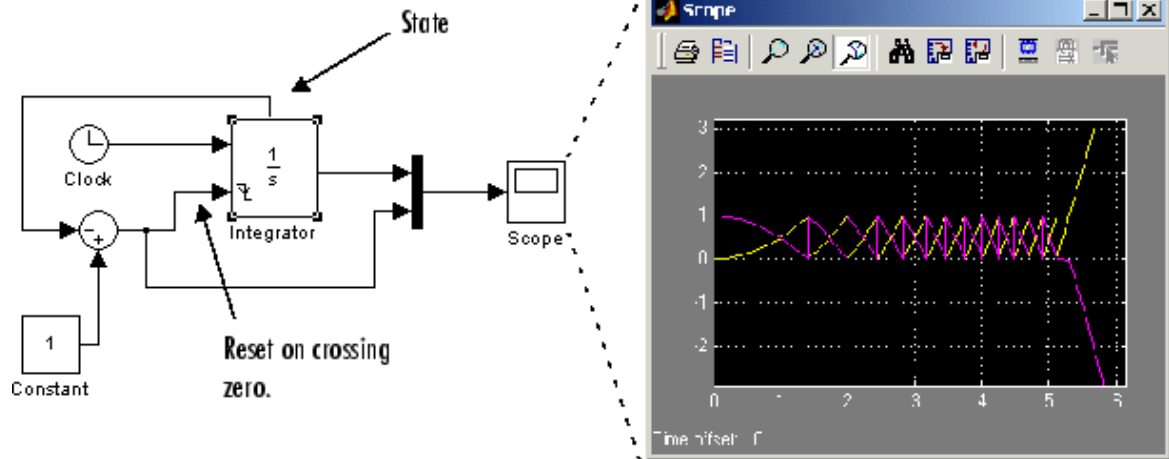 State
Clock
1
s
Integrator
- +
Scope
1
Constant
Reset on crossing
zero.
Scope
3
2
1
0
-1
-2
0
1
2
3
4
5
6
Time offset: 0